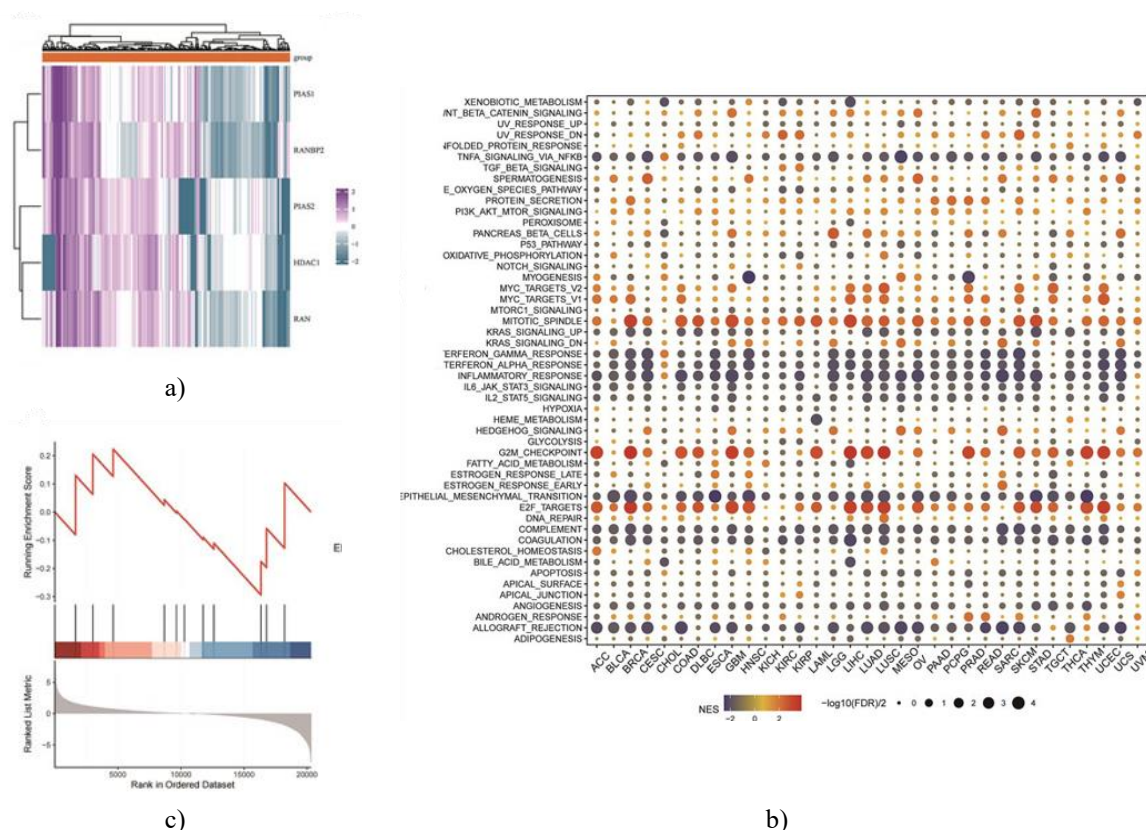 group
PIAS1
RANBP2
PIAS2
HDAC1
RAN
2
1
0
-1
-2
a)
XENOBIOTIC_METABOLISM
/NT_BETA_CATENIN_SIGNALING
UV_RESPONSE_UP
UV_RESPONSE_DN
NFOLDED_PROTEIN_RESPONSE
TNFA_SIGNALING_VIA_NFKB
TGF_BETA_SIGNALING
SPERMATOGENESIS
E_OXYGEN_SPECIES_PATHWAY
PROTEIN_SECRETION
PI3K_AKT_MTOR_SIGNALING
PEROXISOME
PANCREAS_BETA_CELLS
P53_PATHWAY
OXIDATIVE_PHOSPHORYLATION
NOTCH_SIGNALING
MYOGENESIS
MYC_TARGETS_V2
MYC_TARGETS_V1
MTORC1_SIGNALING
MITOTIC_SPINDLE
KRAS_SIGNALING_UP
KRAS_SIGNALING_DN
TERFERON_GAMMA_RESPONSE
TERFERON_ALPHA_RESPONSE
INFLAMMATORY_RESPONSE
IL6_JAK_STAT3_SIGNALING
IL2_STAT5_SIGNALING
HYPOXIA
HEME_METABOLISM
HEDGEHOG_SIGNALING
GLYCOLYSIS
G2M_CHECKPOINT
FATTY_ACID_METABOLISM
ESTROGEN_RESPONSE_LATE
ESTROGEN_RESPONSE_EARLY
EPITHELIAL_MESENCHYMAL_TRANSITION
E2F_TARGETS
DNA_REPAIR
COMPLEMENT
COAGULATION
CHOLESTEROL_HOMEOSTASIS
BILE_ACID_METABOLISM
APOPTOSIS
APICAL_SURFACE
APICAL_JUNCTION
ANGIOGENESIS
ANDROGEN_RESPONSE
ALLOGRAFT_REJECTION
ADIPOGENESIS
ACC BLCA BRCA CESC CHOL COAD DLBC ESCA GBM HNSC KICH KIRC KIRP LAML LGG LIHC LUAD LUSC MESO OV PAAD PCPG PRAD READ SARC SKCM STAD TGCT THCA THYM UCEC UCS
NES
-2 0 2
-log10(FDR)/2 0 1 2 3 4
b)
Running Enrichment Score
0.2
0.1
0.0
-0.1
-0.2
-0.3
E
Ranked List Metric
5
0
-5
5000 10000 15000 20000
Rank in Ordered Dataset
c)